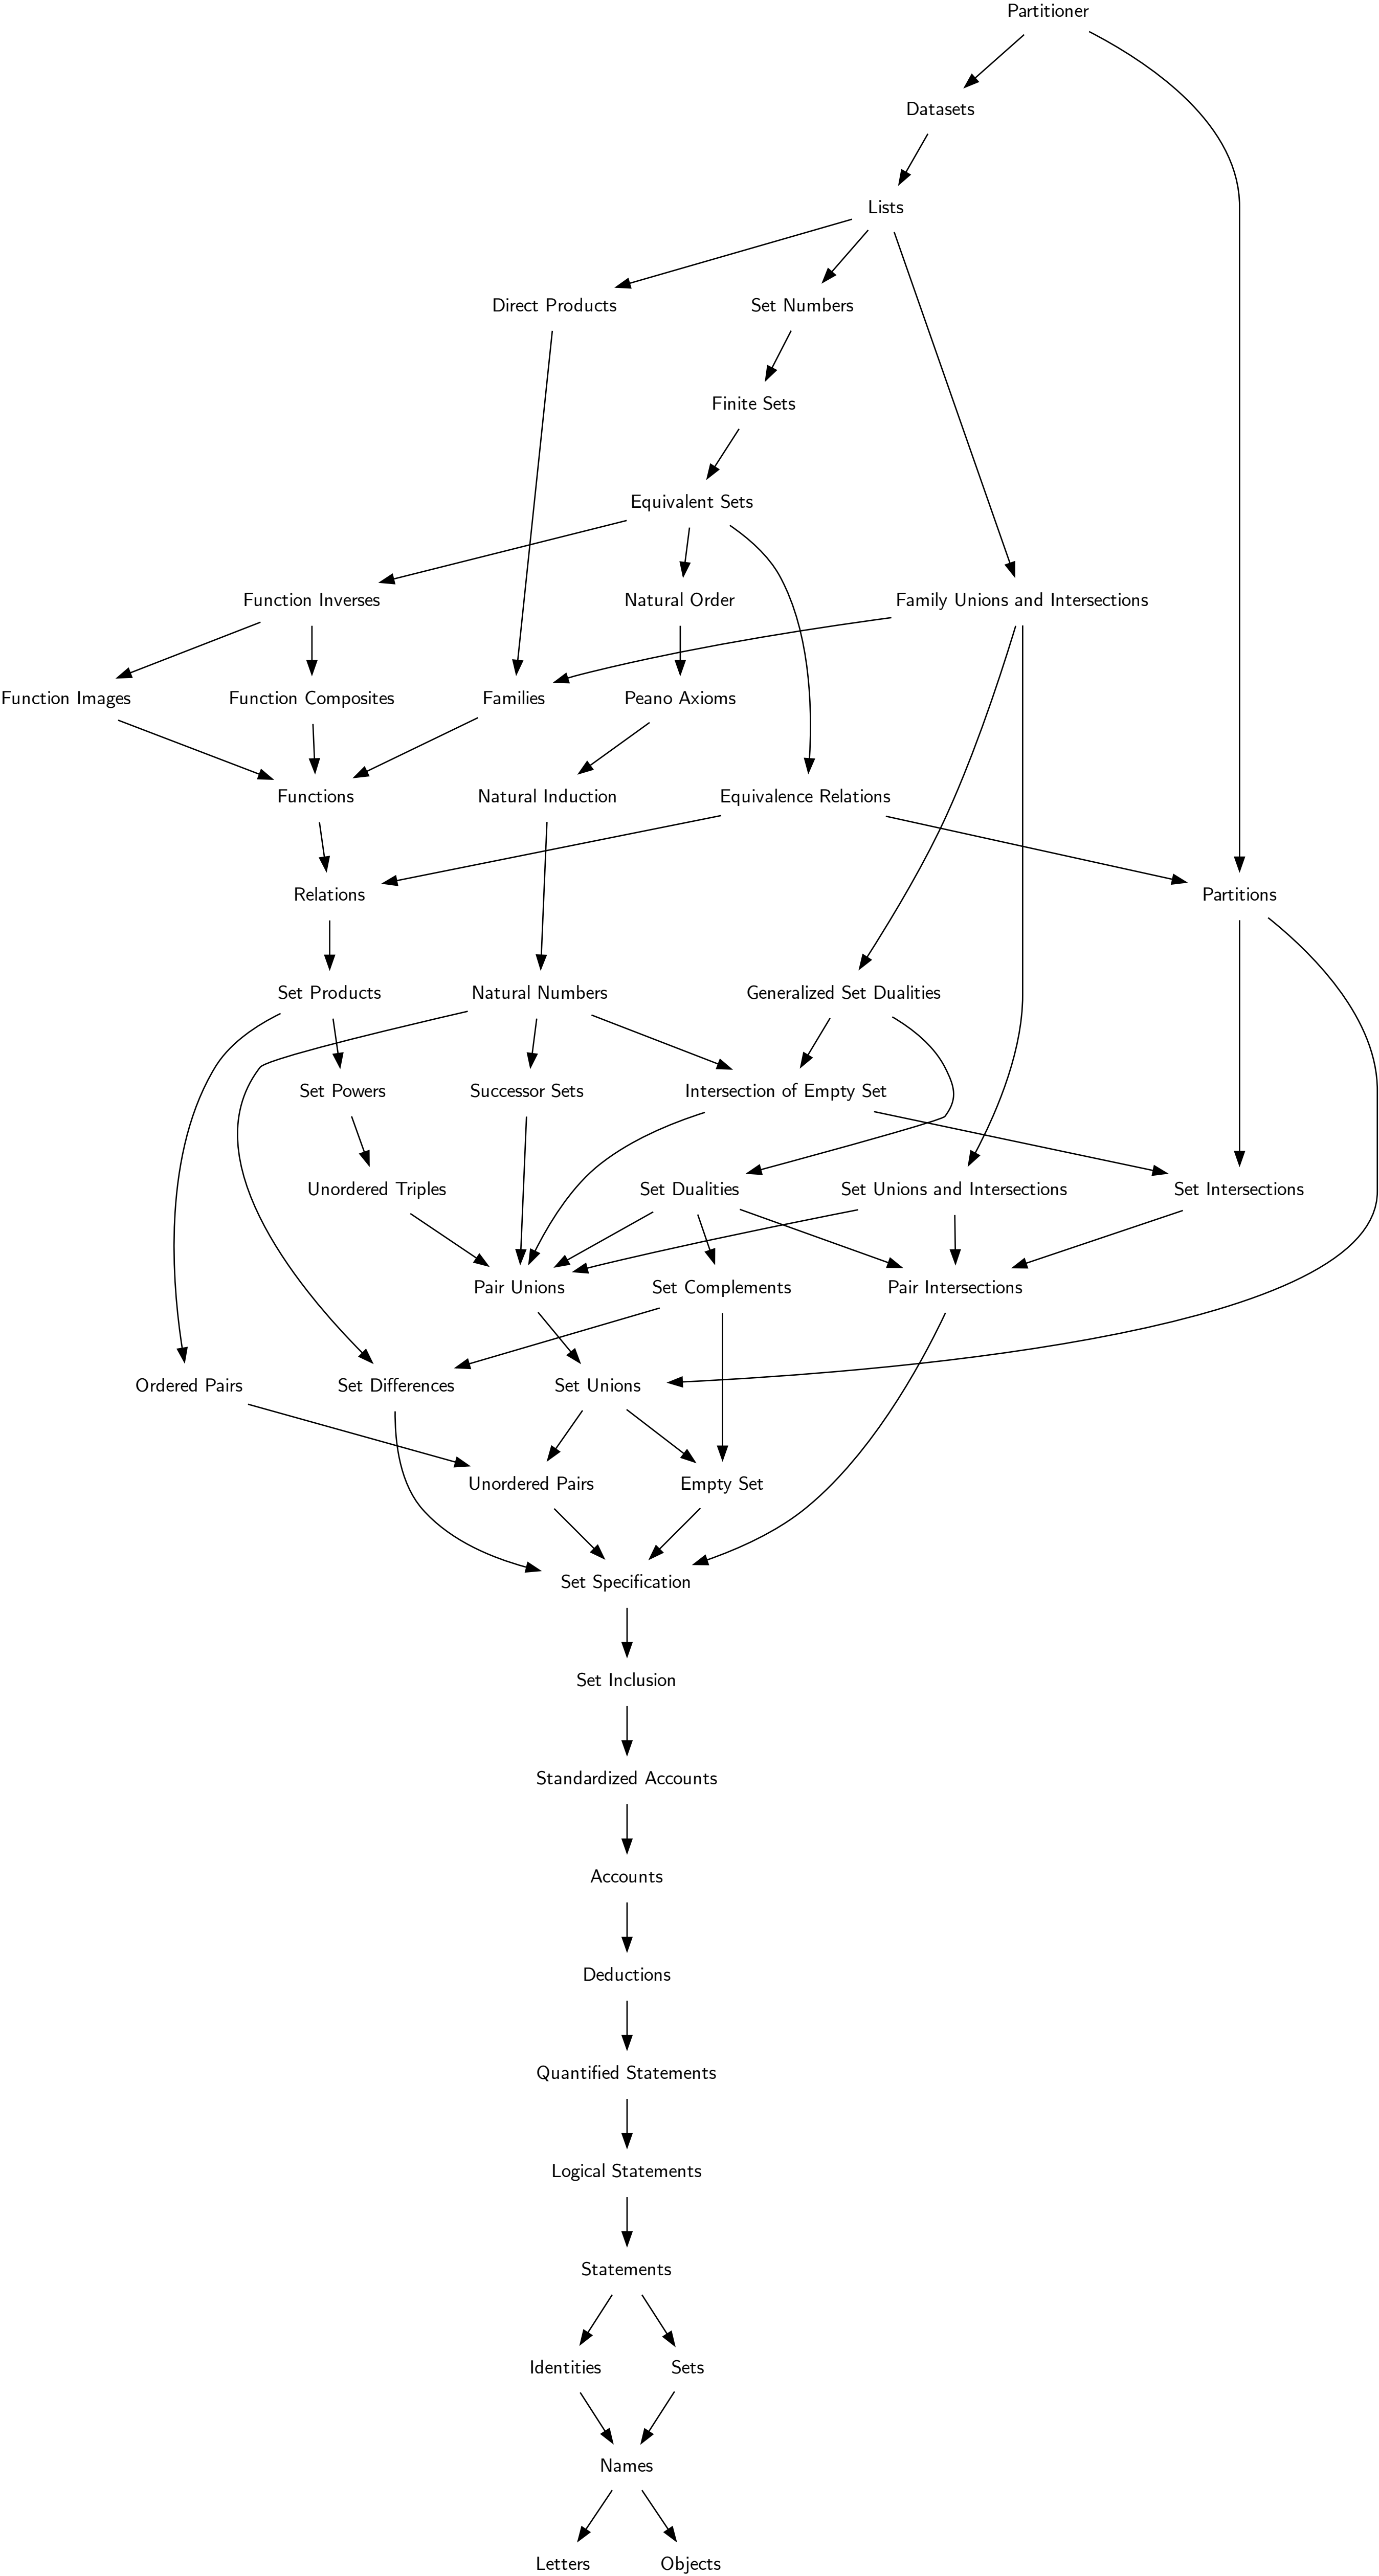 Partitioner
Datasets
Lists
Direct Products
Set Numbers
Finite Sets
Equivalent Sets
Function Inverses
Natural Order
Family Unions and Intersections
Function Images
Function Composites
Families
Peano Axioms
Functions
Natural Induction
Equivalence Relations
Relations
Partitions
Set Products
Natural Numbers
Generalized Set Dualities
Set Powers
Successor Sets
Intersection of Empty Set
Unordered Triples
Set Dualities
Set Unions and Intersections
Set Intersections
Pair Unions
Set Complements
Pair Intersections
Ordered Pairs
Set Differences
Set Unions
Unordered Pairs
Empty Set
Set Specification
Set Inclusion
Standardized Accounts
Accounts
Deductions
Quantified Statements
Logical Statements
Statements
Identities
Sets
Names
Letters
Objects